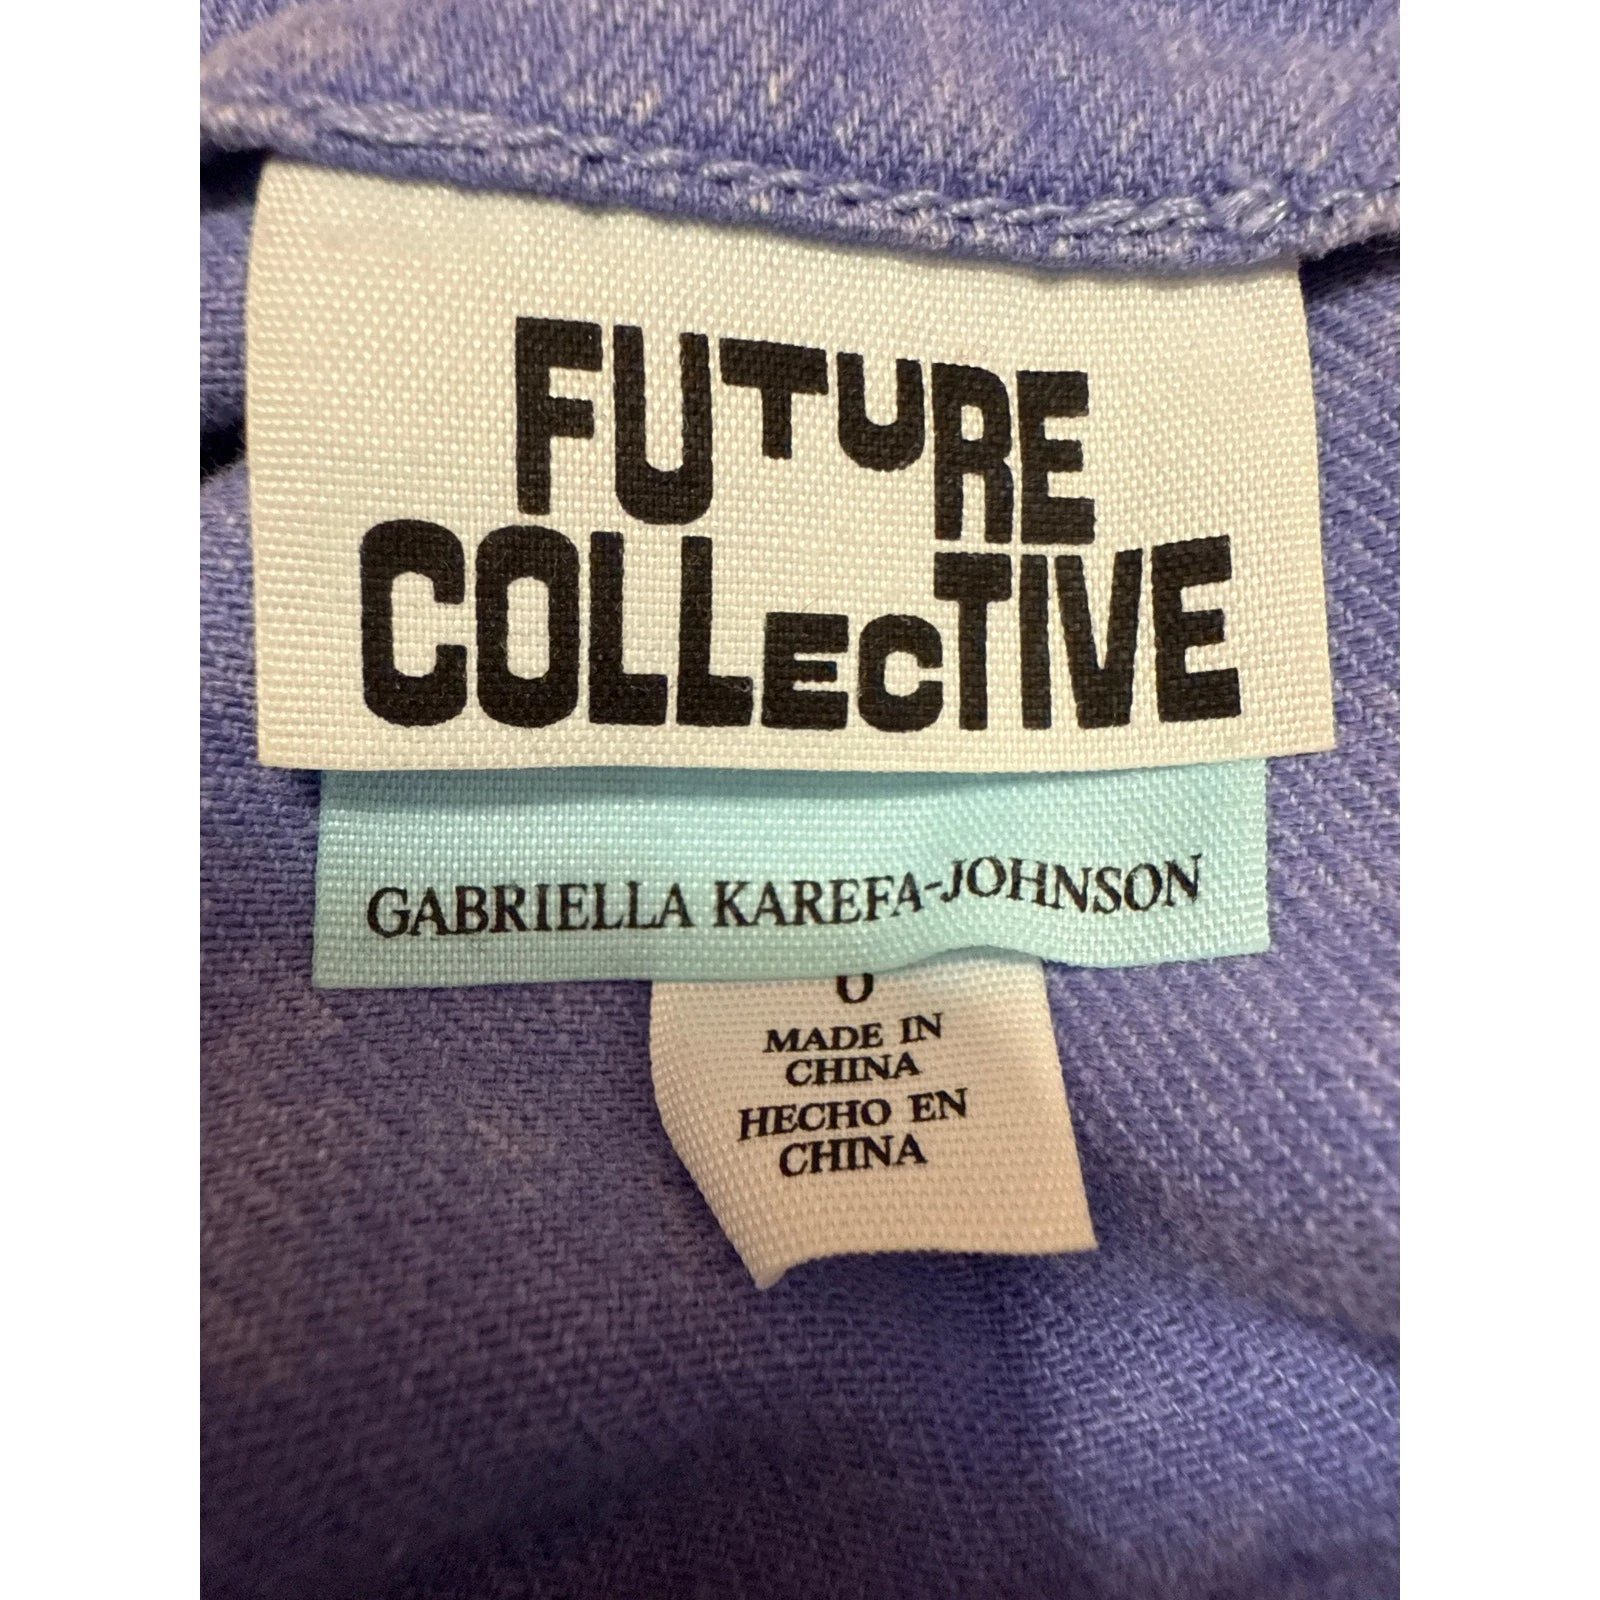 FUTURE
COLLECTIVE
GABRIELLA KAREFA-JOHNSON
0
MADE IN
CHINA
HECHO EN
CHINA